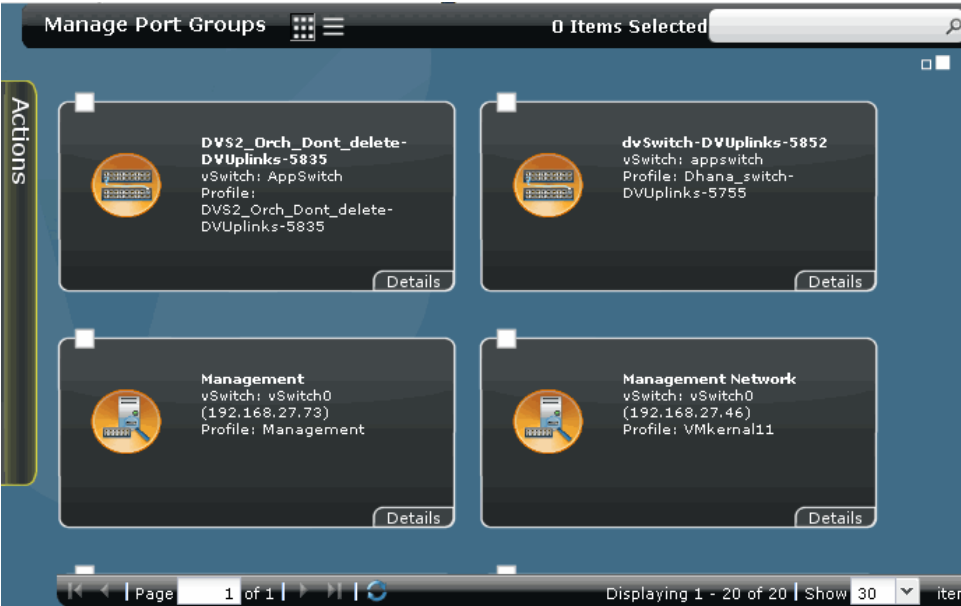 Manage Port Groups
0 Items Selected
Actions
DVS2_Orch_Dont_delete-
DVUplinks-5835
vSwitch: AppSwitch
Profile:
DVS2_Orch_Dont_delete-
DVUplinks-5835
Details
dvSwitch-DVUplinks-5852
vSwitch: appswitch
Profile: Dhana_switch-
DVUplinks-5755
Details
Management
vSwitch: vSwitch0
(192.168.27.73)
Profile: Management
Details
Management Network
vSwitch: vSwitch0
(192.168.27.46)
Profile: VMkernal11
Details
Page 1 of 1
Displaying 1 - 20 of 20 Show 30 iter